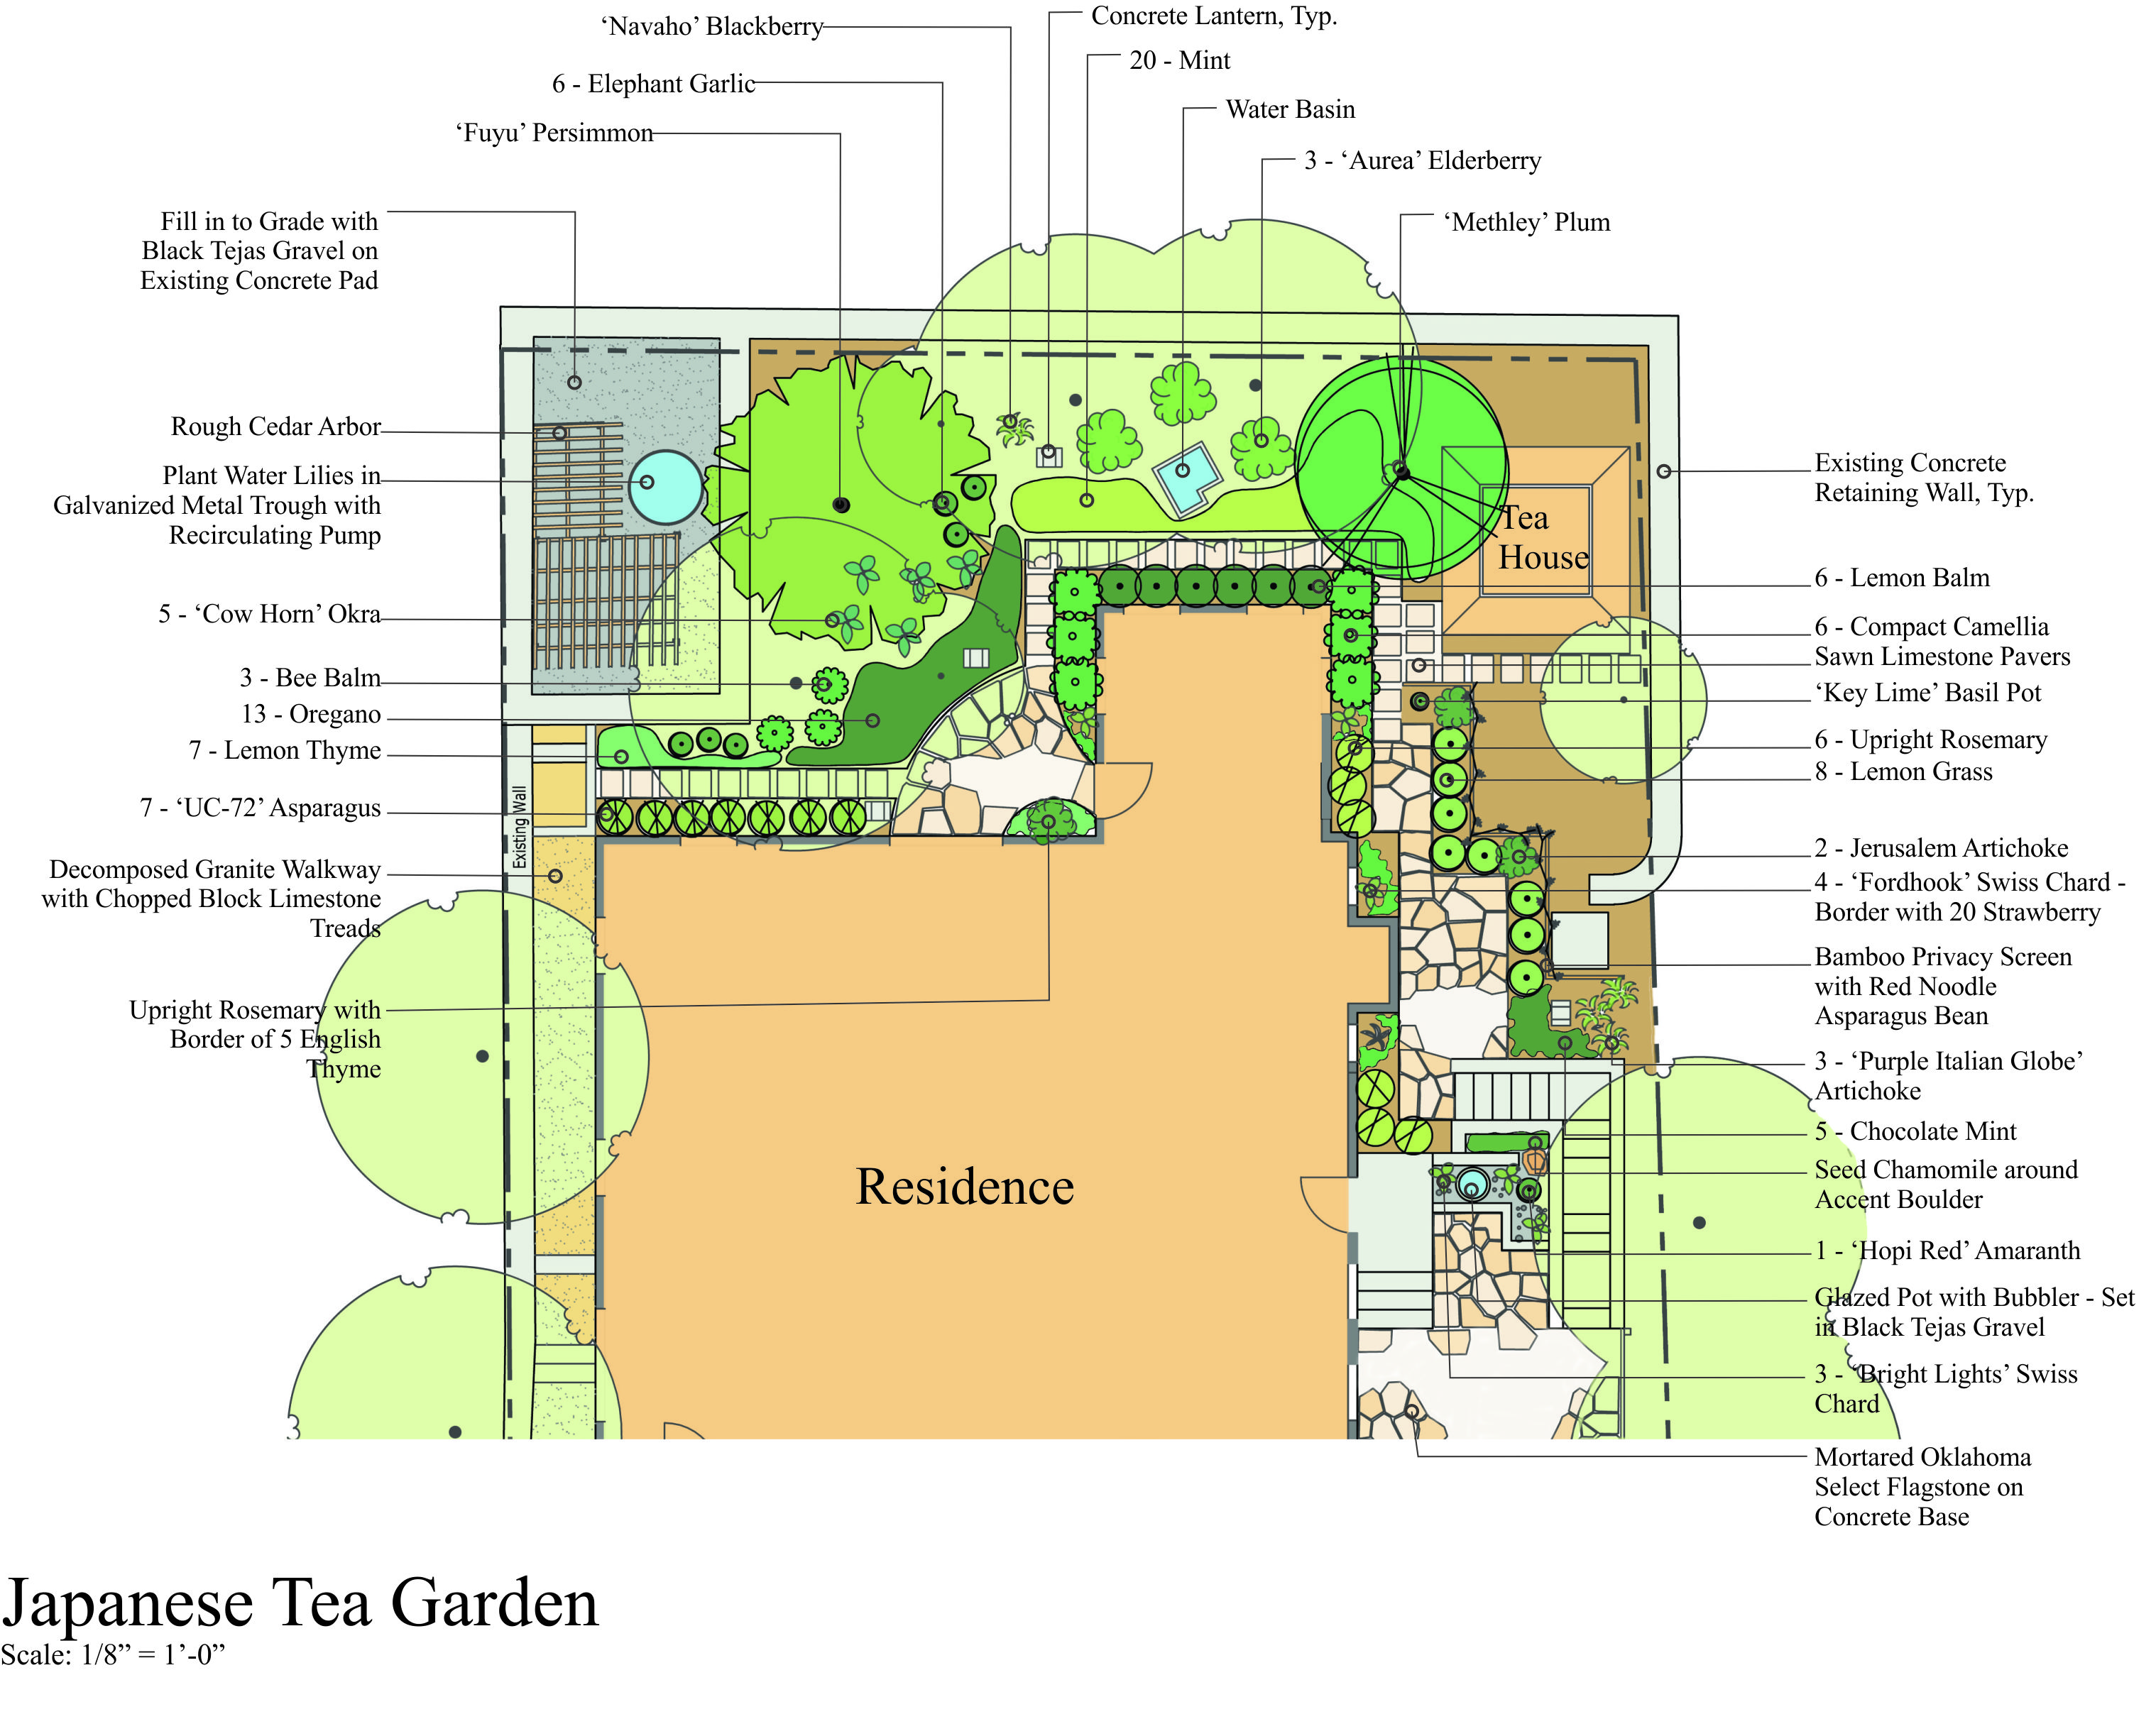 ‘Navaho’ Blackberry
6 - Elephant Garlic
‘Fuyu’ Persimmon
Concrete Lantern, Typ.
20 - Mint
Water Basin
3 - ‘Aurea’ Elderberry
‘Methley’ Plum
Fill in to Grade with
Black Tejas Gravel on
Existing Concrete Pad
Rough Cedar Arbor
Plant Water Lilies in
Galvanized Metal Trough with
Recirculating Pump
5 - ‘Cow Horn’ Okra
3 - Bee Balm
13 - Oregano
7 - Lemon Thyme
7 - ‘UC-72’ Asparagus
Decomposed Granite Walkway
with Chopped Block Limestone
Treads
Upright Rosemary with
Border of 5 English
Thyme
Existing Wall
Tea
House
Residence
Existing Concrete
Retaining Wall, Typ.
6 - Lemon Balm
6 - Compact Camellia
Sawn Limestone Pavers
‘Key Lime’ Basil Pot
6 - Upright Rosemary
8 - Lemon Grass
2 - Jerusalem Artichoke
4 - ‘Fordhook’ Swiss Chard -
Border with 20 Strawberry
Bamboo Privacy Screen
with Red Noodle
Asparagus Bean
3 - ‘Purple Italian Globe’
Artichoke
5 - Chocolate Mint
Seed Chamomile around
Accent Boulder
1 - ‘Hopi Red’ Amaranth
Glazed Pot with Bubbler - Set
in Black Tejas Gravel
3 - ‘Bright Lights’ Swiss
Chard
Mortared Oklahoma
Select Flagstone on
Concrete Base
Japanese Tea Garden
Scale: 1/8” = 1’-0”